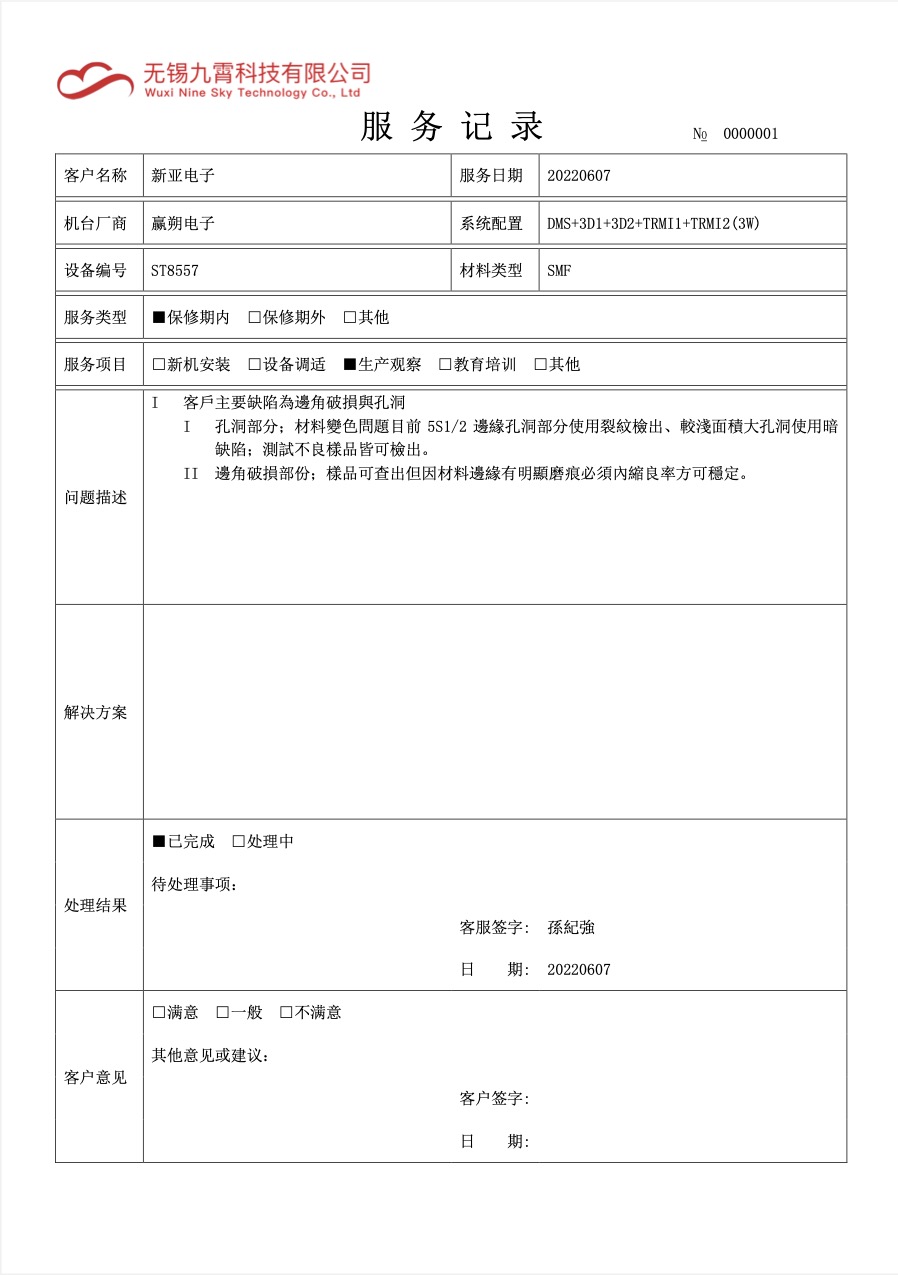 无锡九霄科技有限公司
Wuxi Nine Sky Technology Co., Ltd
服 务 记 录
№ 0000001
客户名称 新亚电子 服务日期 20220607
机台厂商 赢朔电子 系统配置 DMS+3D1+3D2+TRMI1+TRMI2(3W)
设备编号 ST8557 材料类型 SMF
服务类型 ■保修期内 □保修期外 □其他
服务项目 □新机安装 □设备调适 ■生产观察 □教育培训 □其他
问题描述
I 客戶主要缺陷為邊角破損與孔洞
I 孔洞部分；材料變色問題目前 5S1/2 邊緣孔洞部分使用裂紋檢出、較淺面積大孔洞使用暗
缺陷；測試不良樣品皆可檢出。
II 邊角破損部份；樣品可查出但因材料邊緣有明顯磨痕必須內縮良率方可穩定。
解决方案
处理结果
■已完成 □处理中
待处理事项：
客服签字： 孫紀強
日 期： 20220607
客户意见
□满意 □一般 □不满意
其他意见或建议：
客户签字：
日 期：